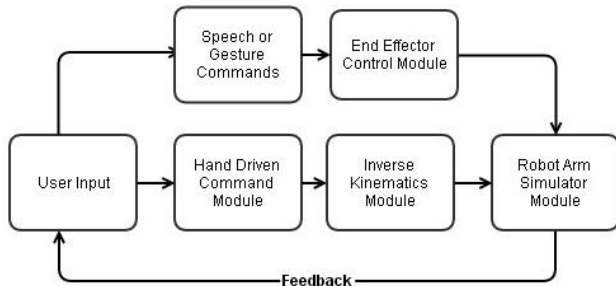 Speech or
Gesture
Commands
End Effector
Control Module
User Input
Hand Driven
Command
Module
Inverse
Kinematics
Module
Robot Arm
Simulator
Module
Feedback